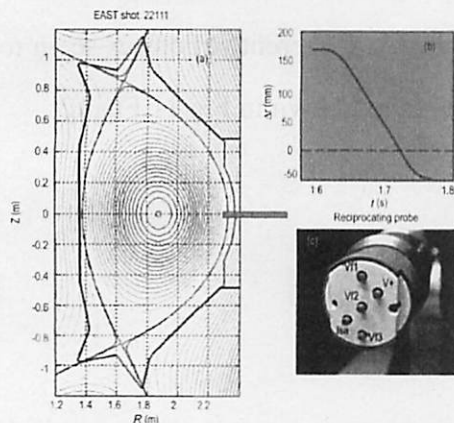 EAST shot 22111
(a)
Z (m)
1
0.8
0.6
0.4
0.2
0
-0.2
-0.4
-0.6
-0.8
-1
1.2 1.4 1.6 1.8 2 2.2
R (m)
(b)
Δr (mm)
200
150
100
50
0
-50
1.6 1.7 1.8
t (s)
Reciprocating probe
(c)
Vf1
V+
Vf2
Isat
Vf3